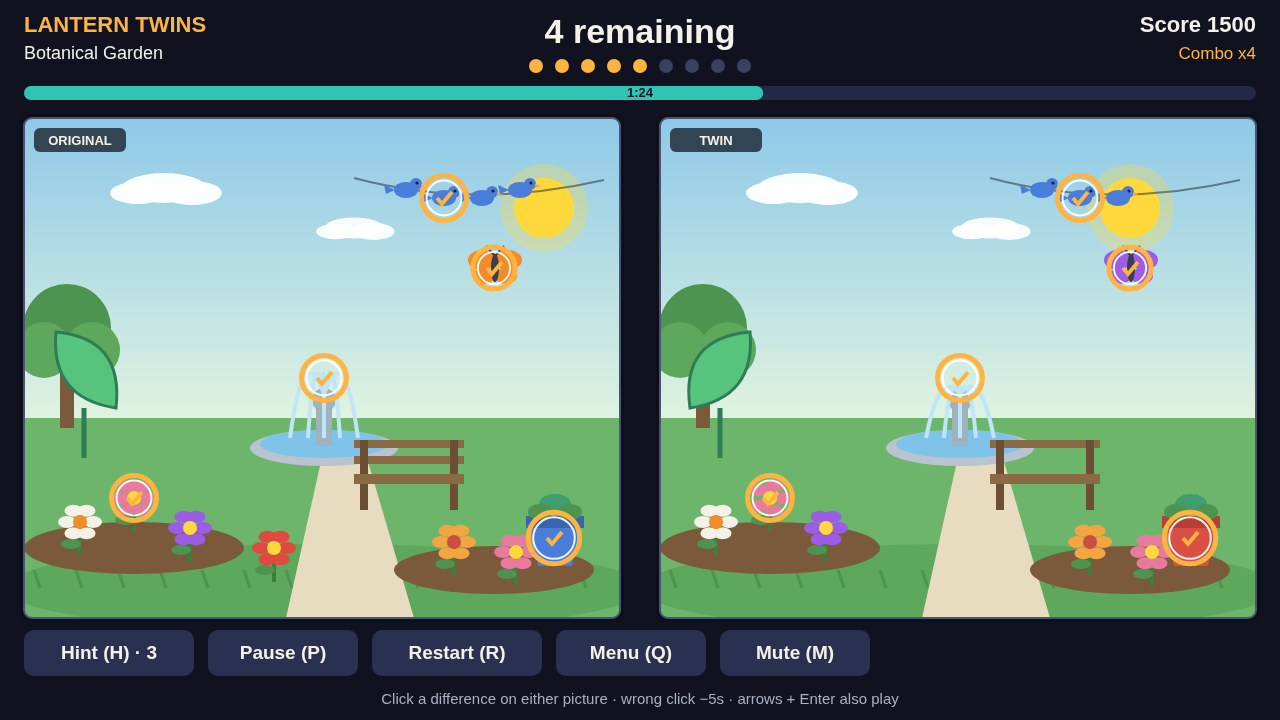 LANTERN TWINS
Botanical Garden
4 remaining
Score 1500
Combo x4
1:24
ORIGINAL
TWIN
Hint (H) · 3
Pause (P)
Restart (R)
Menu (Q)
Mute (M)
Click a difference on either picture · wrong click −5s · arrows + Enter also play